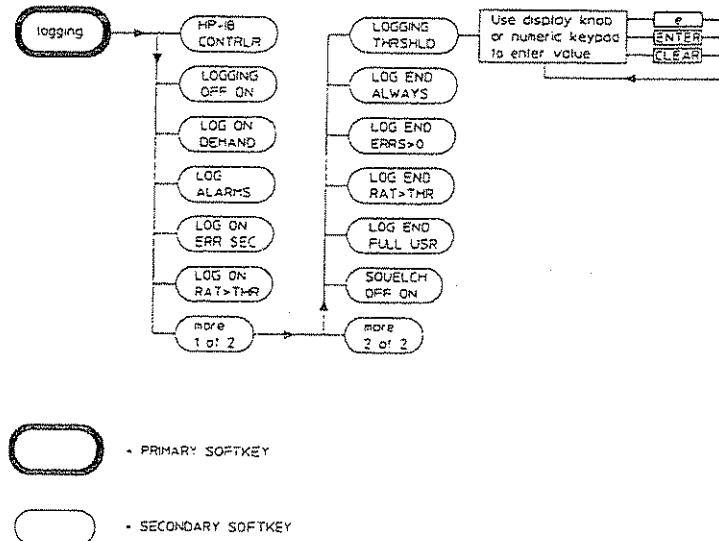 logging
HP-IB
CONTRLR
LOGGING
OFF ON
LOG ON
DEMAND
LOG
ALARMS
LOG ON
ERR SEC
LOG ON
RAT>THR
more
1 of 2
LOGGING
THRSHLD
LOG END
ALWAYS
LOG END
ERRS>0
LOG END
RAT>THR
LOG END
FULL USR
SQUELCH
OFF ON
more
2 of 2
Use display knob
or numeric keypad
to enter value
e
ENTER
CLEAR
- PRIMARY SOFTKEY
- SECONDARY SOFTKEY